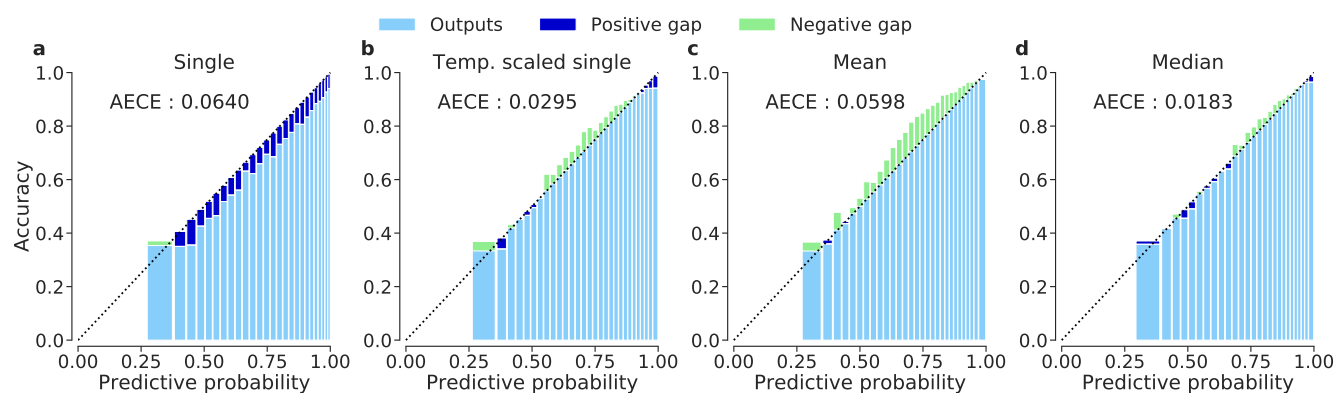 Outputs Positive gap Negative gap
a b c d
Single Temp. scaled single Mean Median
AECE : 0.0640 AECE : 0.0295 AECE : 0.0598 AECE : 0.0183
Accuracy
1.0 0.8 0.6 0.4 0.2 0.0
0.00 0.25 0.50 0.75 1.00
Predictive probability
1.0 0.8 0.6 0.4 0.2 0.0
0.00 0.25 0.50 0.75 1.00
Predictive probability
1.0 0.8 0.6 0.4 0.2 0.0
0.00 0.25 0.50 0.75 1.00
Predictive probability
1.0 0.8 0.6 0.4 0.2 0.0
0.00 0.25 0.50 0.75 1.00
Predictive probability